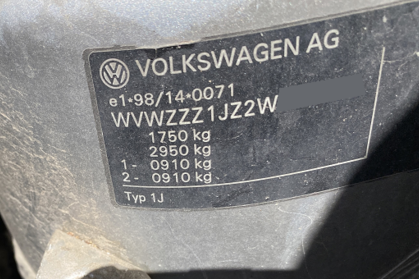 VOLKSWAGEN AG
e1*98/14*0071
WVWZZZ1JZ2W
1750 kg
2950 kg
1- 0910 kg
2- 0910 kg
Typ 1J